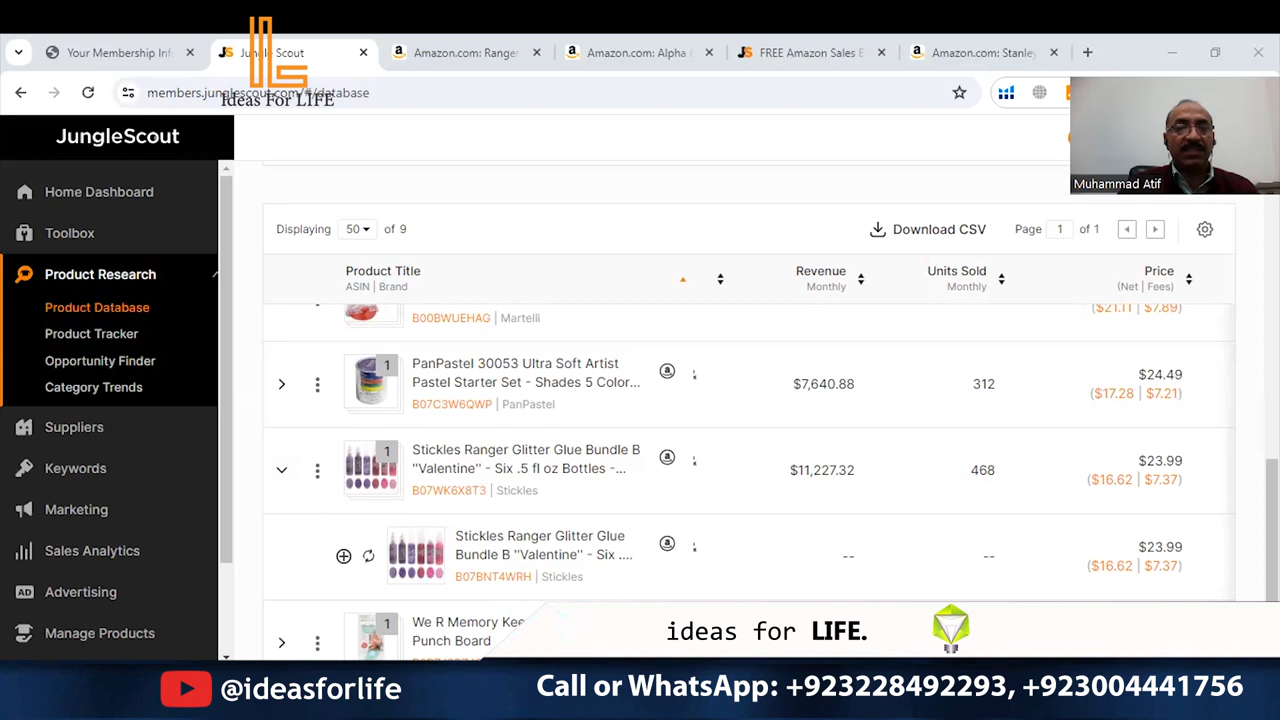 Your Membership Inf
Jungle Scout
Amazon.com: Ranger
Amazon.com: Alpha
FREE Amazon Sales E
Amazon.com: Stanley
members.junglescout.com/#/database
Ideas For LIFE
Muhammad Atif
JungleScout
Home Dashboard
Toolbox
Product Research
Product Database
Product Tracker
Opportunity Finder
Category Trends
Suppliers
Keywords
Marketing
Sales Analytics
Advertising
Manage Products
Displaying 50 of 9
Download CSV
Page 1 of 1
Product Title
ASIN | Brand
Revenue
Monthly
Units Sold
Monthly
Price
(Net | Fees)
B00BWUEHAG | Martelli
($21.11 | $7.89)
1
PanPastel 30053 Ultra Soft Artist
Pastel Starter Set - Shades 5 Color...
B07C3W6QWP | PanPastel
$7,640.88
312
$24.49
($17.28 | $7.21)
1
Stickles Ranger Glitter Glue Bundle B
"Valentine" - Six .5 fl oz Bottles -...
B07WK6X8T3 | Stickles
$11,227.32
468
$23.99
($16.62 | $7.37)
Stickles Ranger Glitter Glue
Bundle B "Valentine" - Six ....
B07BNT4WRH | Stickles
--
--
$23.99
($16.62 | $7.37)
1
We R Memory Kee
Punch Board
ideas for LIFE.
@ideasforlife
Call or WhatsApp: +923228492293, +923004441756